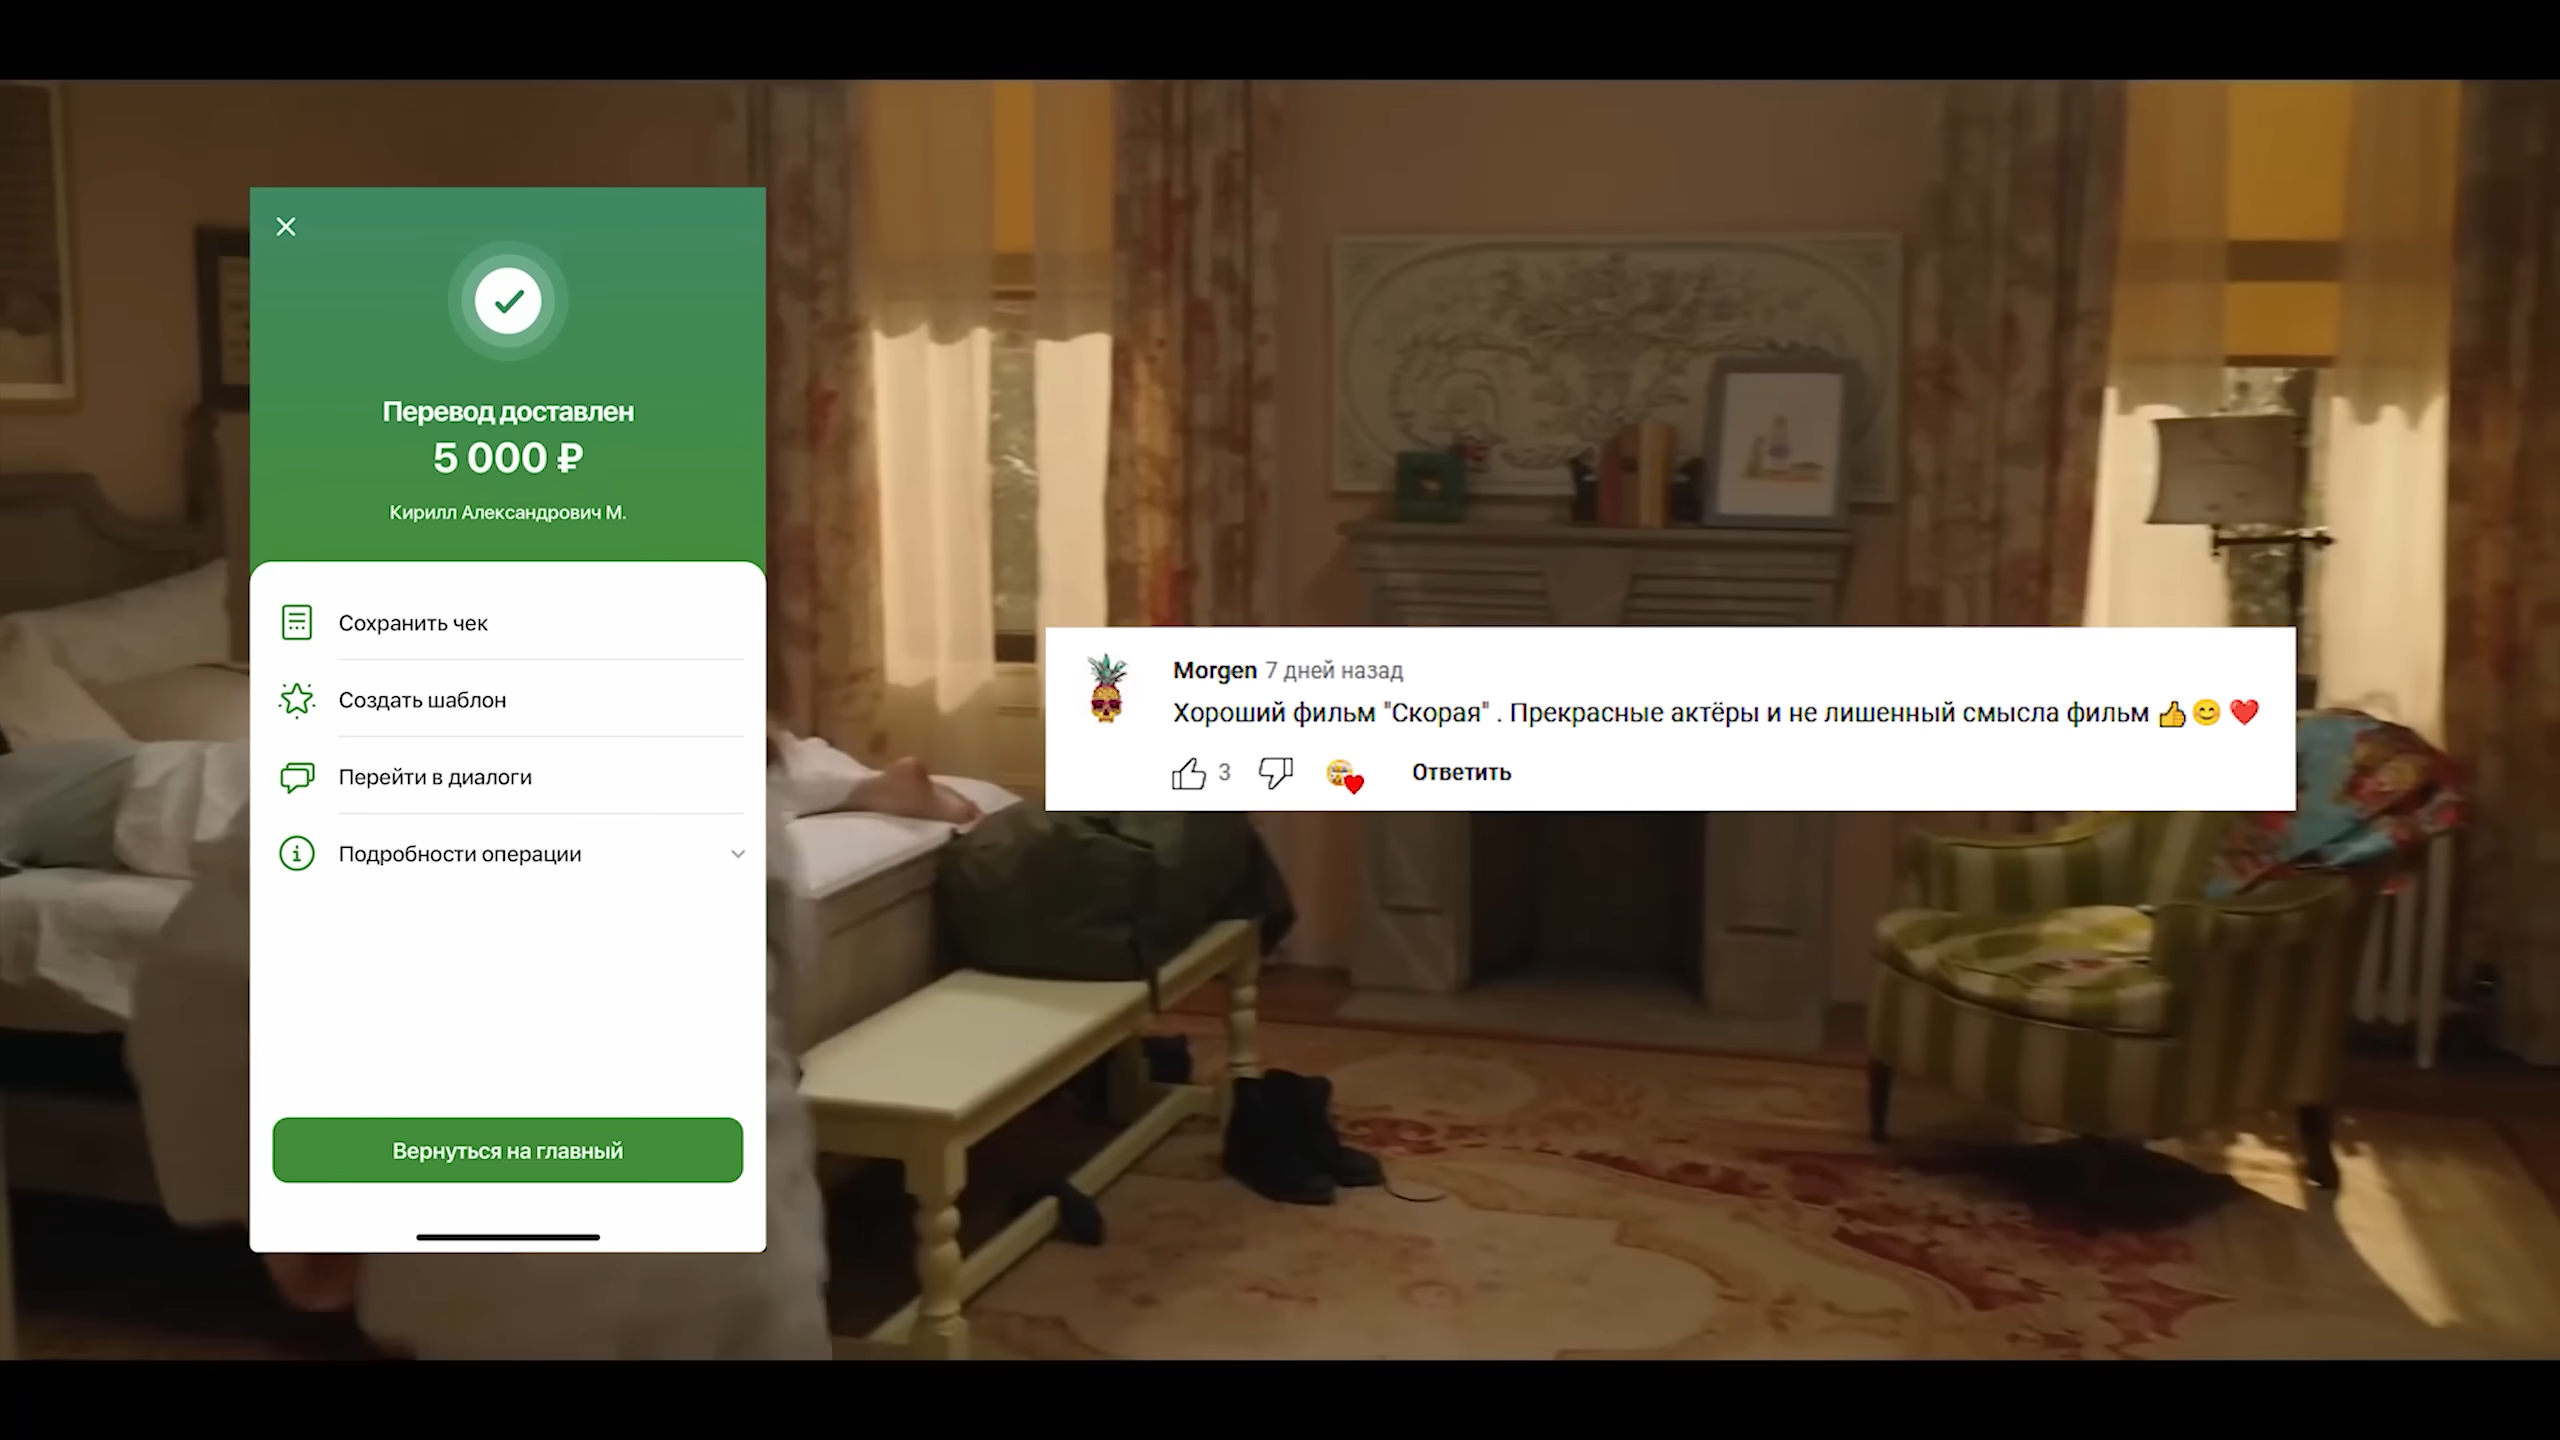 Перевод доставлен
5 000 ₽
Кирилл Александрович М.
Сохранить чек
Создать шаблон
Перейти в диалоги
Подробности операции
Вернуться на главный
Morgen 7 дней назад
Хороший фильм "Скорая" . Прекрасные актёры и не лишенный смысла фильм 👍😊❤️
3
Ответить